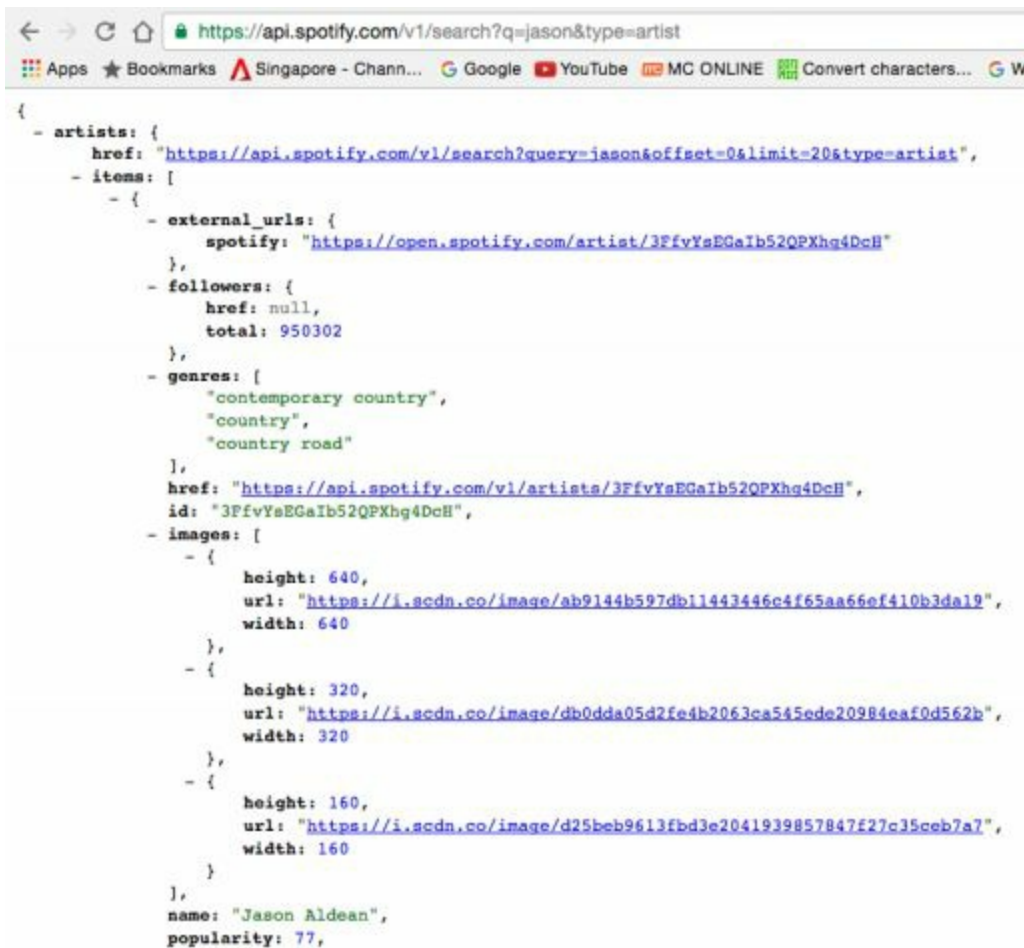 https://api.spotify.com/v1/search?q=jason&type=artist
Apps Bookmarks Singapore - Chann... Google YouTube MC ONLINE Convert characters... W
{
- artists: {
href: "https://api.spotify.com/v1/search?query=jason&offset=0&limit=20&type=artist",
- items: [
- {
- external_urls: {
spotify: "https://open.spotify.com/artist/3FfvYsEGaIb52QPXhg4DcH"
},
- followers: {
href: null,
total: 950302
},
- genres: [
"contemporary country",
"country",
"country road"
],
href: "https://api.spotify.com/v1/artists/3FfvYsEGaIb52QPXhg4DcH",
id: "3FfvYsEGaIb52QPXhg4DcH",
- images: [
- {
height: 640,
url: "https://i.scdn.co/image/ab9144b597db11443446c4f65aa66ef410b3da19",
width: 640
},
- {
height: 320,
url: "https://i.scdn.co/image/db0dda05d2fe4b2063ca545ede20984eaf0d562b",
width: 320
},
- {
height: 160,
url: "https://i.scdn.co/image/d25beb9613fbd3e2041939857847f27c35ceb7a7",
width: 160
}
],
name: "Jason Aldean",
popularity: 77,